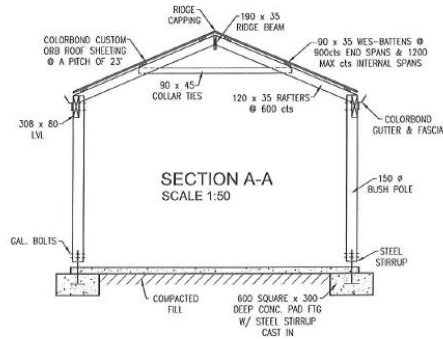 RIDGE
CAPPING
190 x 35
RIDGE BEAM
COLORBOND CUSTOM
ORB ROOF SHEETING
@ A PITCH OF 23'
90 x 35 WES-BATTENS @
900cts END SPANS & 1200
MAX cts INTERNAL SPANS
90 x 45
COLLAR TIES
120 x 35 RAFTERS
@ 600 cts
308 x 80
LVL
COLORBOND
GUTTER & FASCIA
SECTION A-A
SCALE 1:50
150 ø
BUSH POLE
GAL. BOLTS
STEEL
STIRRUP
COMPACTED
FILL
600 SQUARE x 300
DEEP CONC. PAD FTG
W/ STEEL STIRRUP
CAST IN